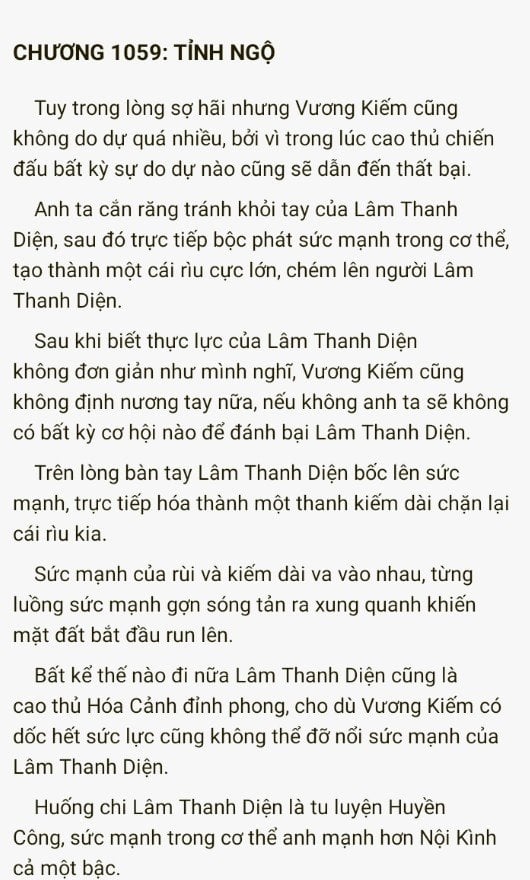 CHƯƠNG 1059: TỈNH NGỘ
Tuy trong lòng sợ hãi nhưng Vương Kiếm cũng
không do dự quá nhiều, bởi vì trong lúc cao thủ chiến
đấu bất kỳ sự do dự nào cũng sẽ dẫn đến thất bại.
Anh ta cắn răng tránh khỏi tay của Lâm Thanh
Diện, sau đó trực tiếp bộc phát sức mạnh trong cơ thể,
tạo thành một cái rìu cực lớn, chém lên người Lâm
Thanh Diện.
Sau khi biết thực lực của Lâm Thanh Diện
không đơn giản như mình nghĩ, Vương Kiếm cũng
không định nương tay nữa, nếu không anh ta sẽ không
có bất kỳ cơ hội nào để đánh bại Lâm Thanh Diện.
Trên lòng bàn tay Lâm Thanh Diện bốc lên sức
mạnh, trực tiếp hóa thành một thanh kiếm dài chặn lại
cái rìu kia.
Sức mạnh của rùi và kiếm dài va vào nhau, từng
luồng sức mạnh gợn sóng tản ra xung quanh khiến
mặt đất bắt đầu run lên.
Bất kể thế nào đi nữa Lâm Thanh Diện cũng là
cao thủ Hóa Cảnh đỉnh phong, cho dù Vương Kiếm có
dốc hết sức lực cũng không thể đỡ nổi sức mạnh của
Lâm Thanh Diện.
Huống chi Lâm Thanh Diện là tu luyện Huyền
Công, sức mạnh trong cơ thể anh mạnh hơn Nội Kình
cả một bậc.